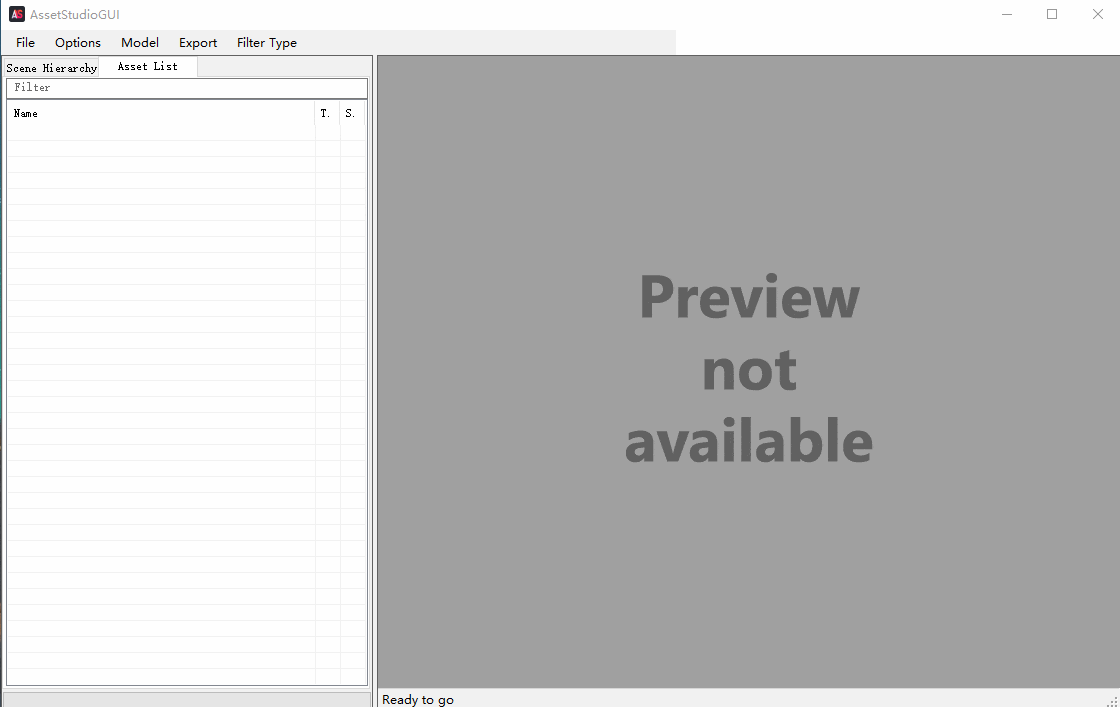 AS AssetStudioGUI
File Options Model Export Filter Type
Scene Hierarchy Asset List
Filter
Name T. S.
Preview
not
available
Ready to go